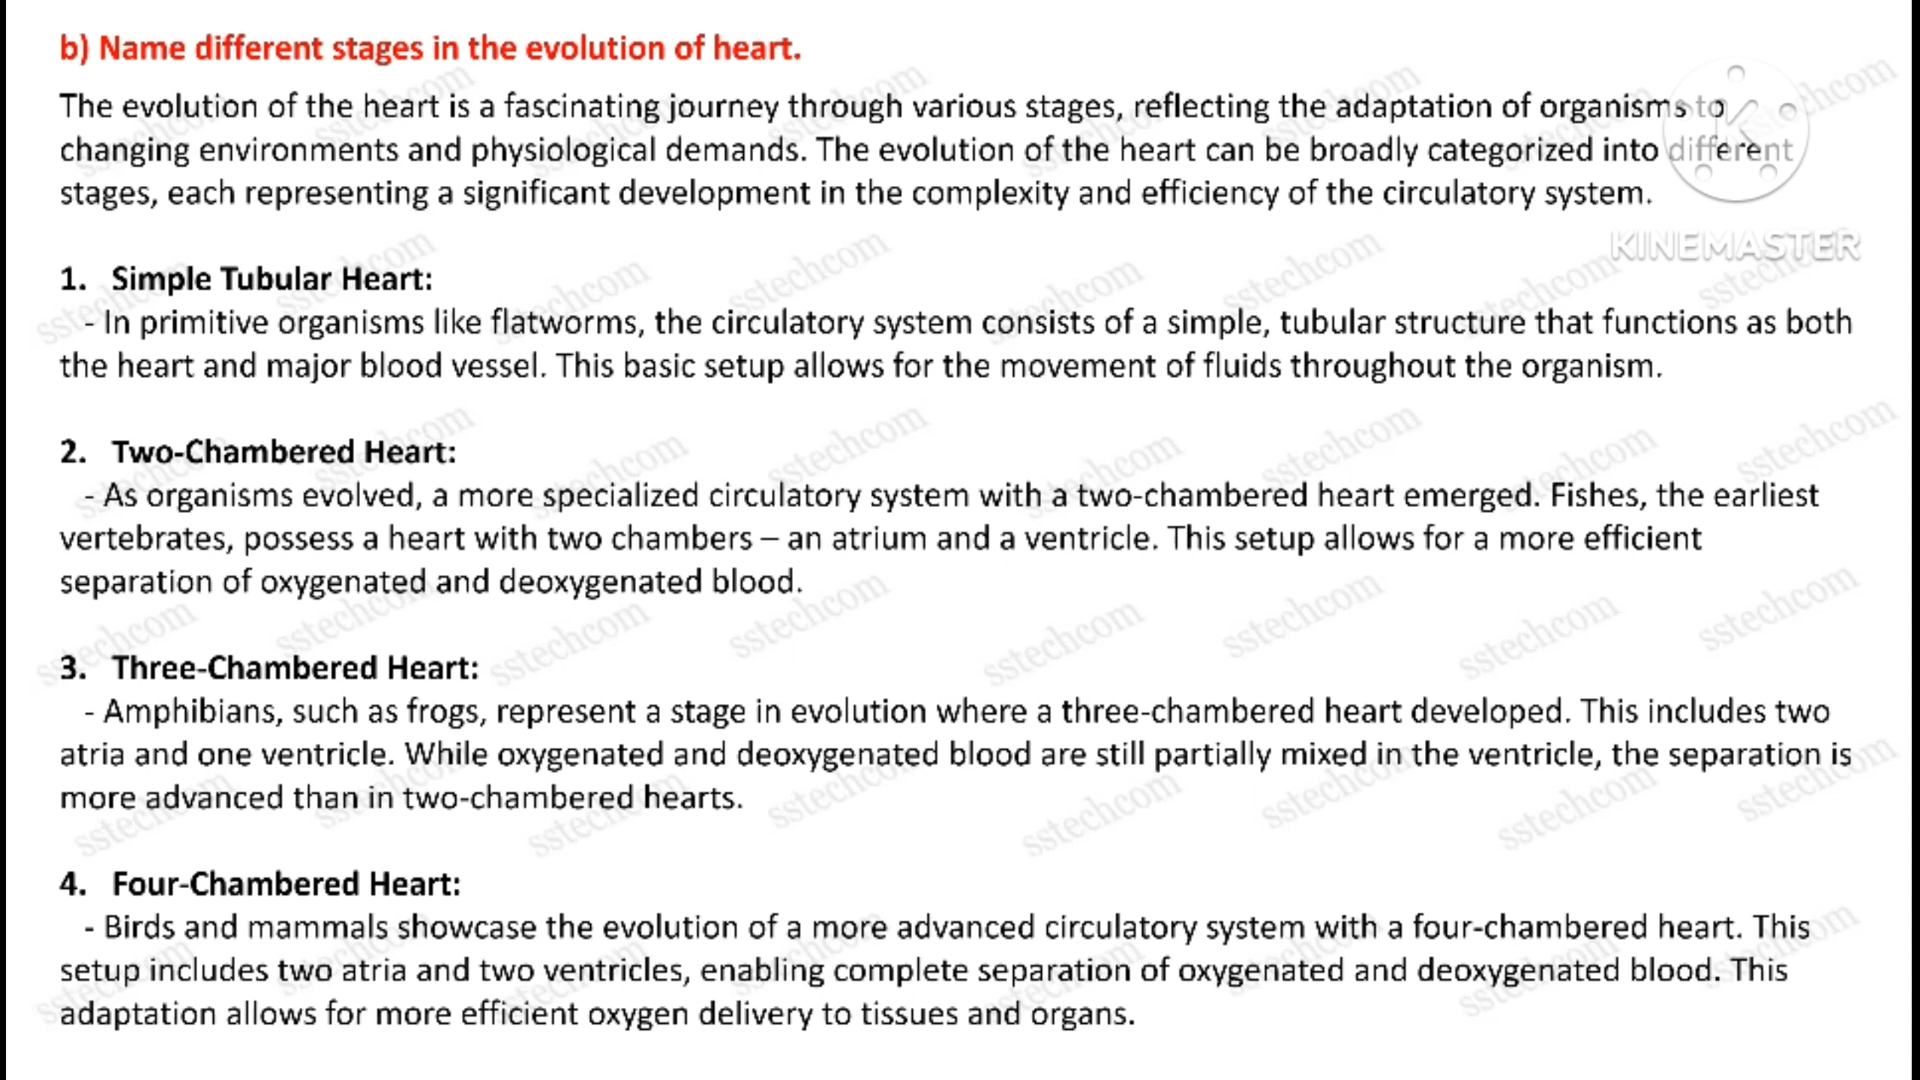 b) Name different stages in the evolution of heart.
The evolution of the heart is a fascinating journey through various stages, reflecting the adaptation of organisms to
changing environments and physiological demands. The evolution of the heart can be broadly categorized into different
stages, each representing a significant development in the complexity and efficiency of the circulatory system.
KINEMASTER
1. Simple Tubular Heart:
- In primitive organisms like flatworms, the circulatory system consists of a simple, tubular structure that functions as both
the heart and major blood vessel. This basic setup allows for the movement of fluids throughout the organism.
2. Two-Chambered Heart:
- As organisms evolved, a more specialized circulatory system with a two-chambered heart emerged. Fishes, the earliest
vertebrates, possess a heart with two chambers – an atrium and a ventricle. This setup allows for a more efficient
separation of oxygenated and deoxygenated blood.
3. Three-Chambered Heart:
- Amphibians, such as frogs, represent a stage in evolution where a three-chambered heart developed. This includes two
atria and one ventricle. While oxygenated and deoxygenated blood are still partially mixed in the ventricle, the separation is
more advanced than in two-chambered hearts.
4. Four-Chambered Heart:
- Birds and mammals showcase the evolution of a more advanced circulatory system with a four-chambered heart. This
setup includes two atria and two ventricles, enabling complete separation of oxygenated and deoxygenated blood. This
adaptation allows for more efficient oxygen delivery to tissues and organs.
sstechcom